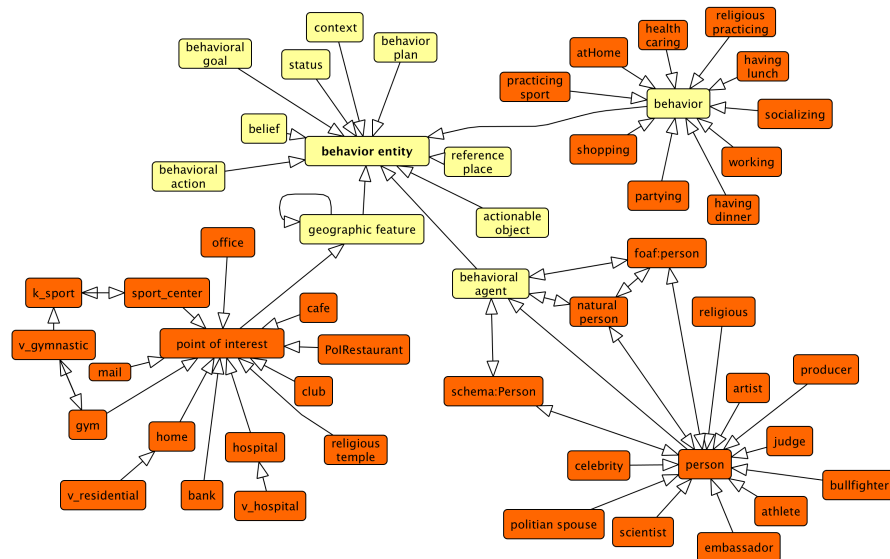 context
religious
practicing
health
caring
behavioral
goal
behavior
plan
atHome
status
having
lunch
practicing
sport
behavior
socializing
belief
shopping
behavior entity
reference
place
working
behavioral
action
partying
having
dinner
actionable
object
geographic feature
office
foaf:person
behavioral
agent
k_sport
sport_center
cafe
natural
person
religious
v_gymnastic
point of interest
PoIRestaurant
mail
producer
club
schema:Person
artist
gym
home
hospital
religious
temple
judge
celebrity
person
bullfighter
v_residential
bank
v_hospital
athlete
politian spouse
scientist
embassador